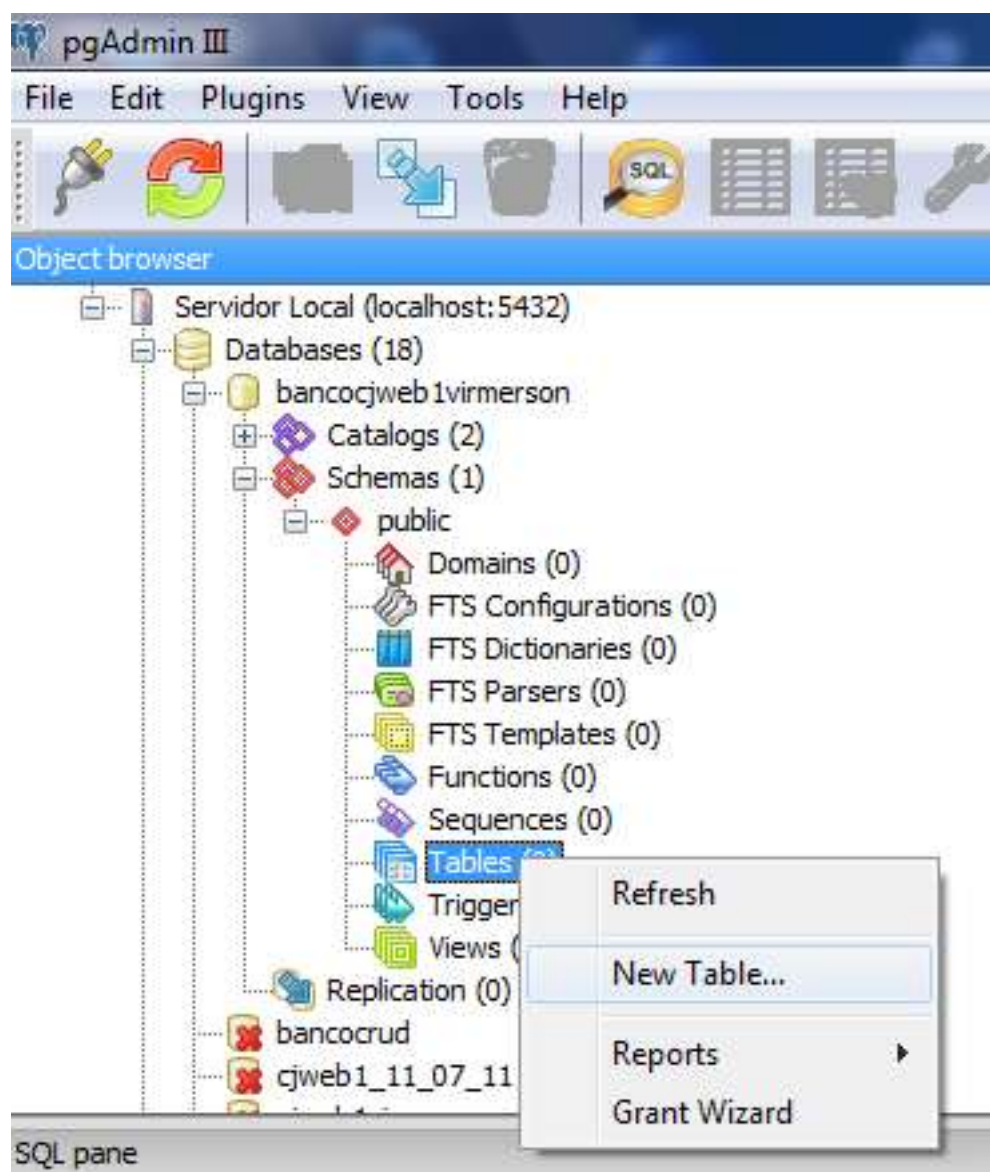 pgAdmin III
File Edit Plugins View Tools Help
SQL
Object browser
Servidor Local (localhost:5432)
Databases (18)
bancocjweb1virmerson
Catalogs (2)
Schemas (1)
public
Domains (0)
FTS Configurations (0)
FTS Dictionaries (0)
FTS Parsers (0)
FTS Templates (0)
Functions (0)
Sequences (0)
Tables
Trigger
Views (
Replication (0)
bancocrud
cjweb1_11_07_11
Refresh
New Table...
Reports
Grant Wizard
SQL pane